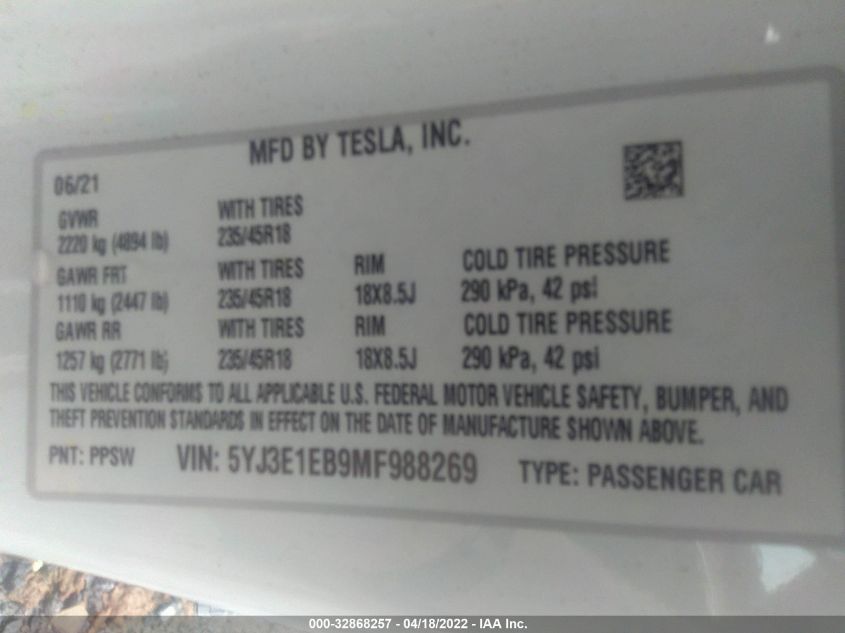 MFD BY TESLA, INC.
06/21
GVWR WITH TIRES
2220 kg (4894 lb) 235/45R18
GAWR FRT WITH TIRES RIM COLD TIRE PRESSURE
1110 kg (2447 lb) 235/45R18 18X8.5J 290 kPa, 42 psi
GAWR RR WITH TIRES RIM COLD TIRE PRESSURE
1257 kg (2771 lb) 235/45R18 18X8.5J 290 kPa, 42 psi
THIS VEHICLE CONFORMS TO ALL APPLICABLE U.S. FEDERAL MOTOR VEHICLE SAFETY, BUMPER, AND
THEFT PREVENTION STANDARDS IN EFFECT ON THE DATE OF MANUFACTURE SHOWN ABOVE.
PNT: PPSW VIN: 5YJ3E1EB9MF988269 TYPE: PASSENGER CAR
000-32868257 - 04/18/2022 - IAA Inc.